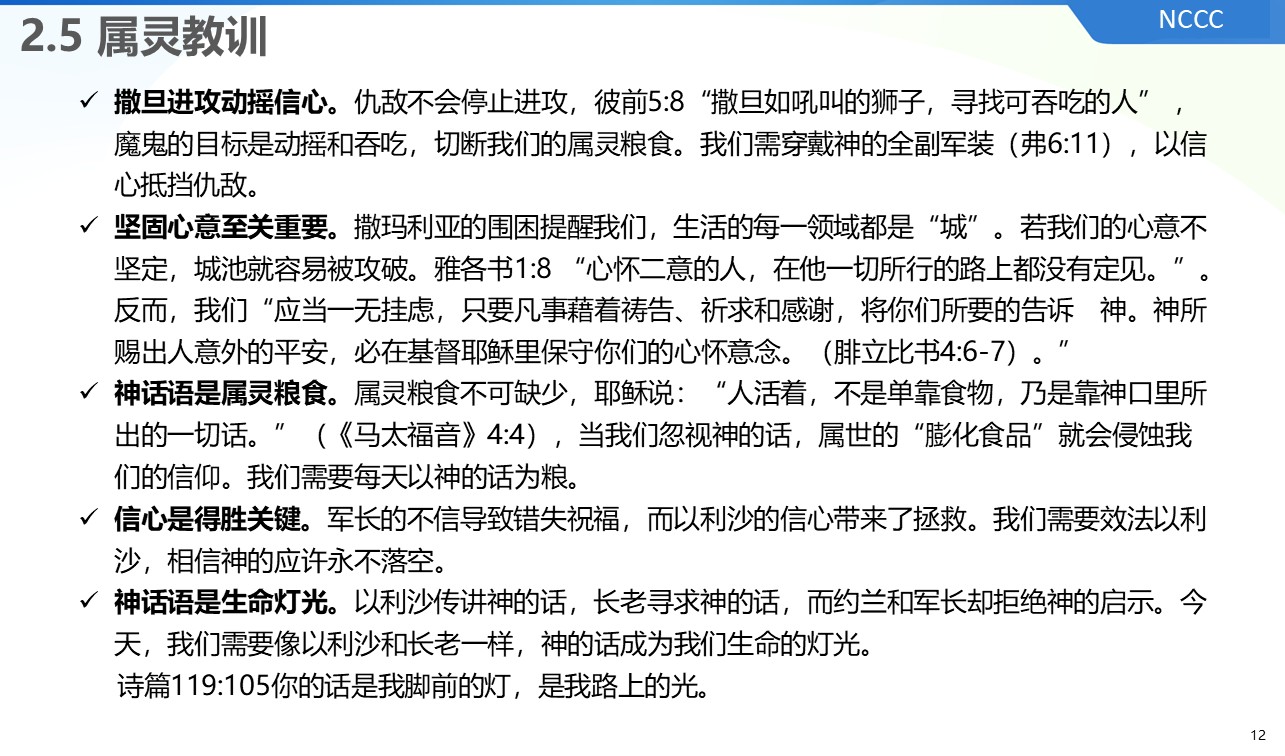 NCCC
2.5 属灵教训
✓ 撒旦进攻动摇信心。仇敌不会停止进攻，彼前5:8“撒旦如吼叫的狮子，寻找可吞吃的人”，
魔鬼的目标是动摇和吞吃，切断我们的属灵粮食。我们需穿戴神的全副军装（弗6:11），以信
心抵挡仇敌。
✓ 坚固心意至关重要。撒玛利亚的围困提醒我们，生活的每一领域都是“城”。若我们的心意不
坚定，城池就容易被攻破。雅各书1:8 “心怀二意的人，在他一切所行的路上都没有定见。”。
反而，我们“应当一无挂虑，只要凡事藉着祷告、祈求和感谢，将你们所要的告诉　神。神所
赐出人意外的平安，必在基督耶稣里保守你们的心怀意念。（腓立比书4:6-7）。”
✓ 神话语是属灵粮食。属灵粮食不可缺少，耶稣说：“人活着，不是单靠食物，乃是靠神口里所
出的一切话。”（《马太福音》4:4），当我们忽视神的话，属世的“膨化食品”就会侵蚀我
们的信仰。我们需要每天以神的话为粮。
✓ 信心是得胜关键。军长的不信导致错失祝福，而以利沙的信心带来了拯救。我们需要效法以利
沙，相信神的应许永不落空。
✓ 神话语是生命灯光。以利沙传讲神的话，长老寻求神的话，而约兰和军长却拒绝神的启示。今
天，我们需要像以利沙和长老一样，神的话成为我们生命的灯光。
诗篇119:105你的话是我脚前的灯，是我路上的光。
12